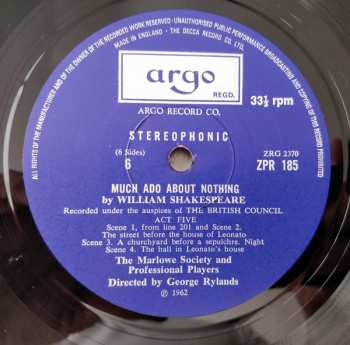 ALL RIGHTS OF THE MANUFACTURER AND OF THE OWNER OF THE RECORDED WORK RESERVED · UNAUTHORISED PUBLIC PERFORMANCE BROADCASTING AND COPYING OF THIS RECORD PROHIBITED
MADE IN ENGLAND · THE DECCA RECORD CO. LTD.
argo
REGD.
33⅓ rpm
ARGO RECORD CO.
STEREOPHONIC
(6 Sides)
ZRG 2370
6
ZPR 185
MUCH ADO ABOUT NOTHING
by WILLIAM SHAKESPEARE
Recorded under the auspices of THE BRITISH COUNCIL
ACT FIVE
Scene 1, from line 201 and Scene 2.
The street before the house of Leonato
Scene 3. A churchyard before a sepulchre. Night
Scene 4. The hall in Leonato's house
The Marlowe Society and
Professional Players
Directed by George Rylands
℗ 1962